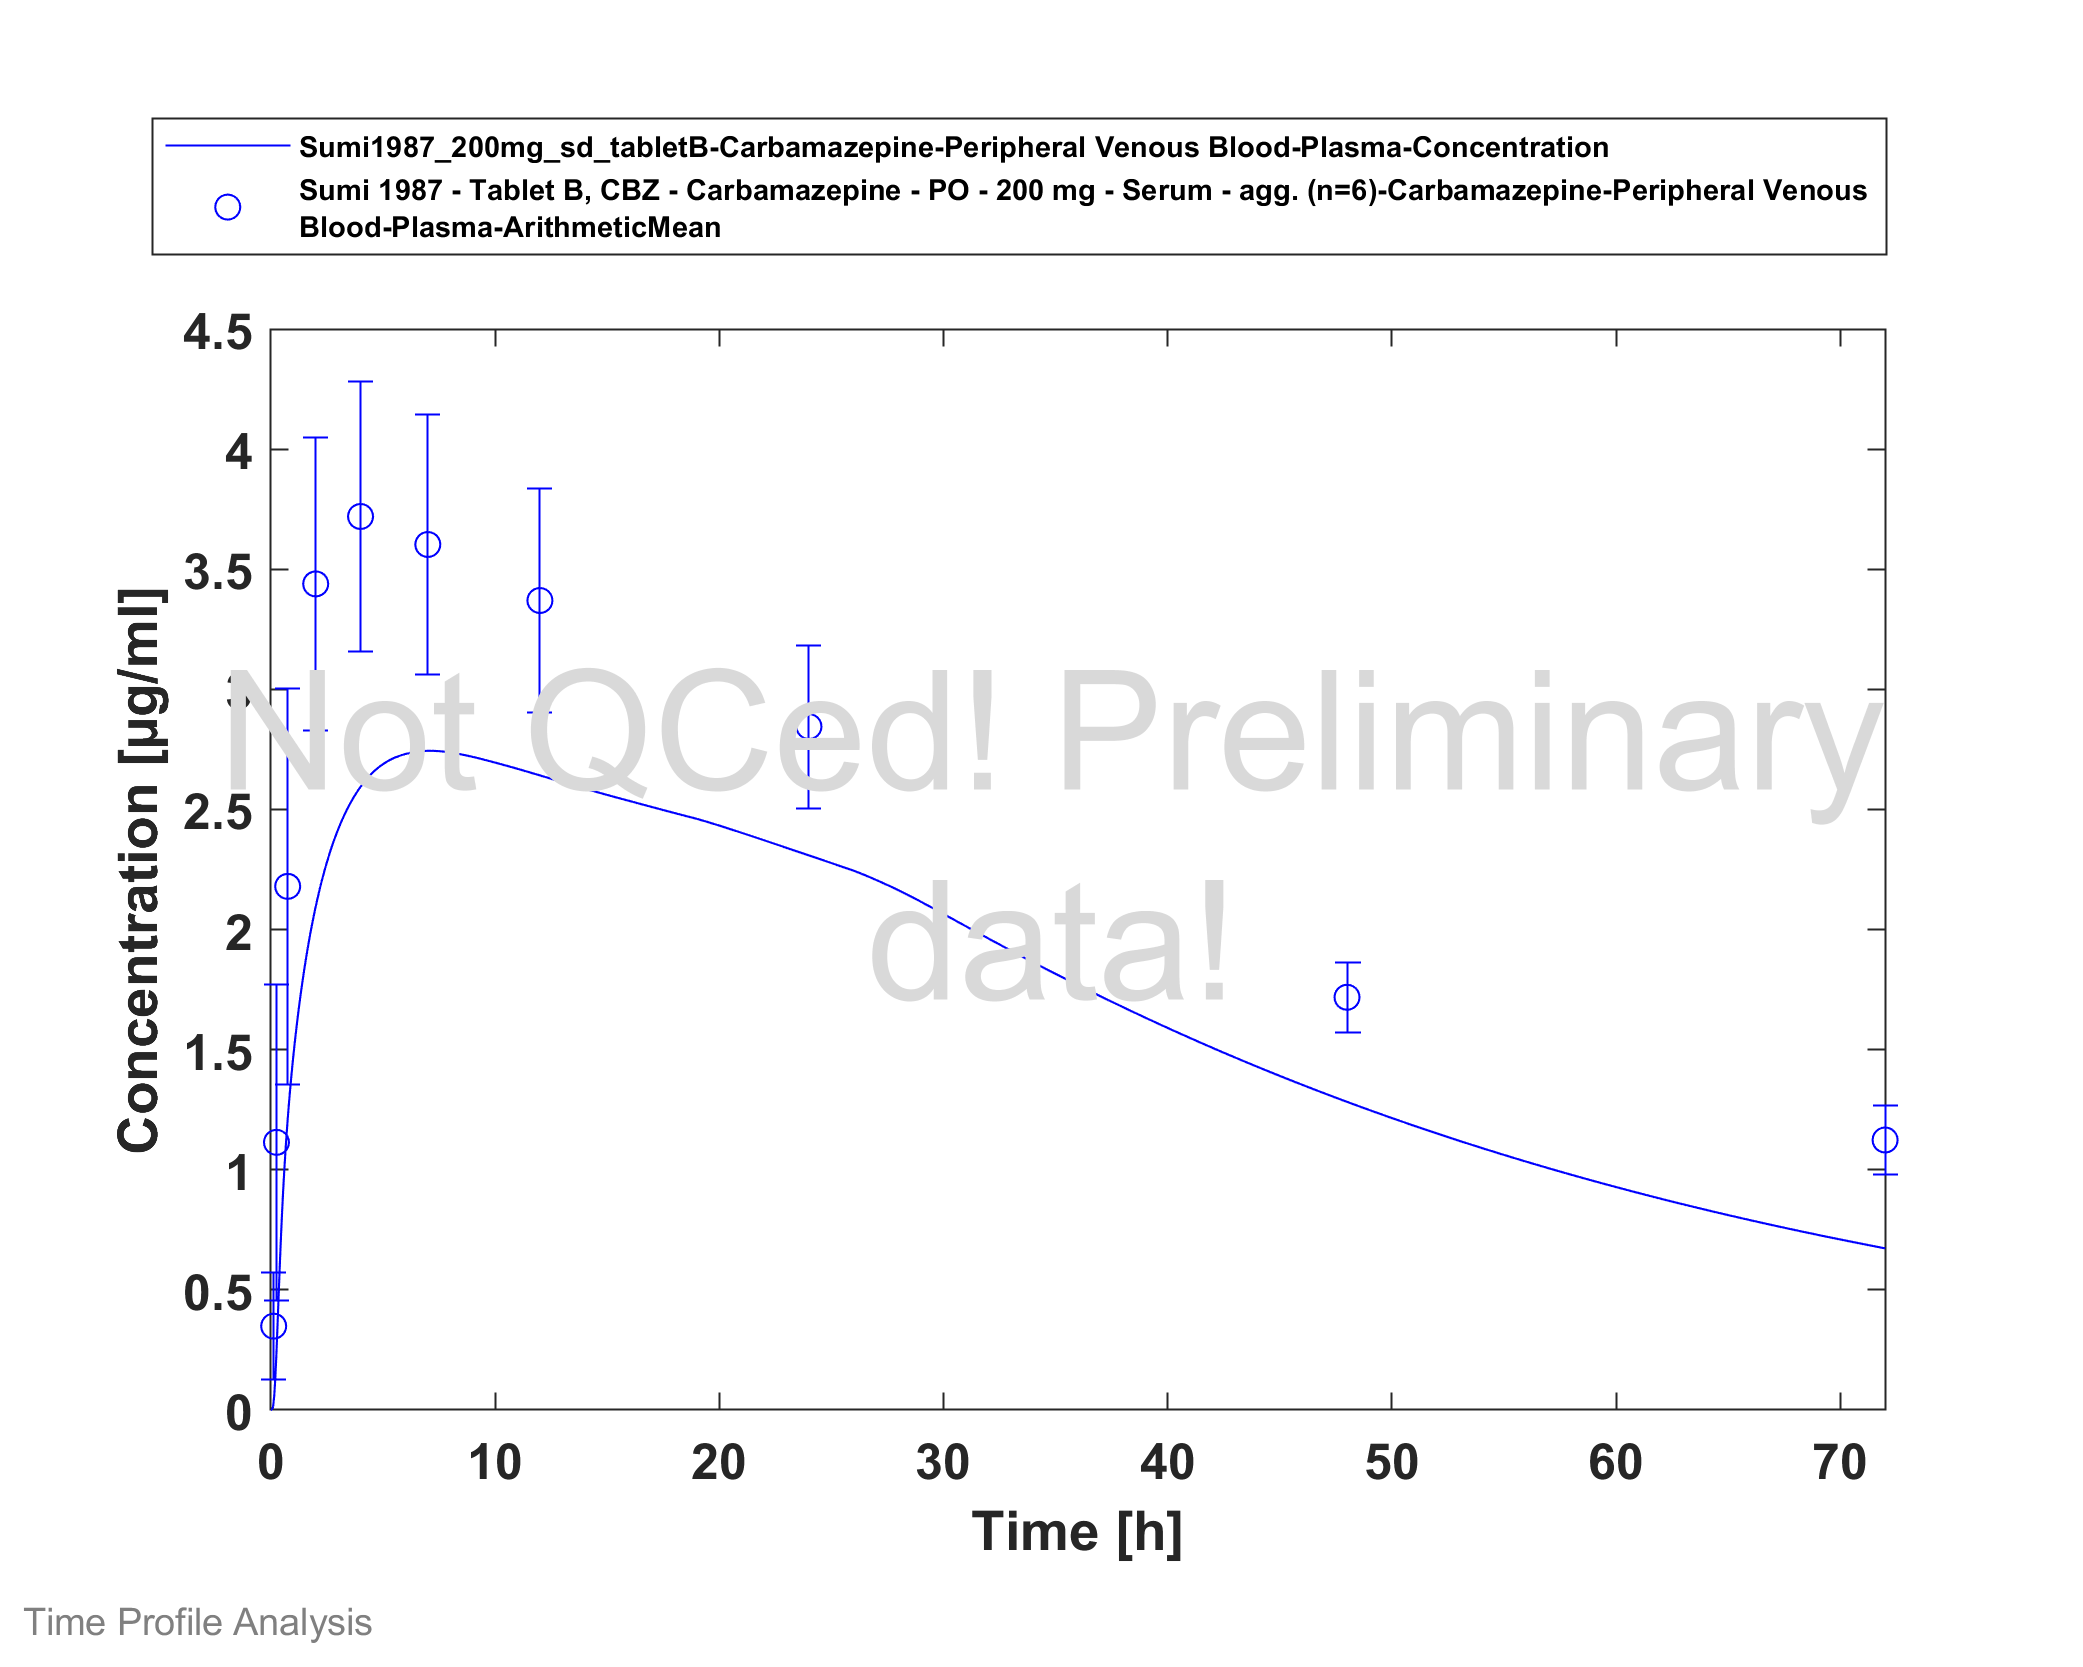 Sumi1987_200mg_sd_tabletB-Carbamazepine-Peripheral Venous Blood-Plasma-Concentration
Sumi 1987 - Tablet B, CBZ - Carbamazepine - PO - 200 mg - Serum - agg. (n=6)-Carbamazepine-Peripheral Venous
Blood-Plasma-ArithmeticMean
4.5
4
3.5
3
2.5
2
1.5
1
0.5
0
Concentration [µg/ml]
Not QCed! Preliminary
data!
0 10 20 30 40 50 60 70
Time [h]
Time Profile Analysis